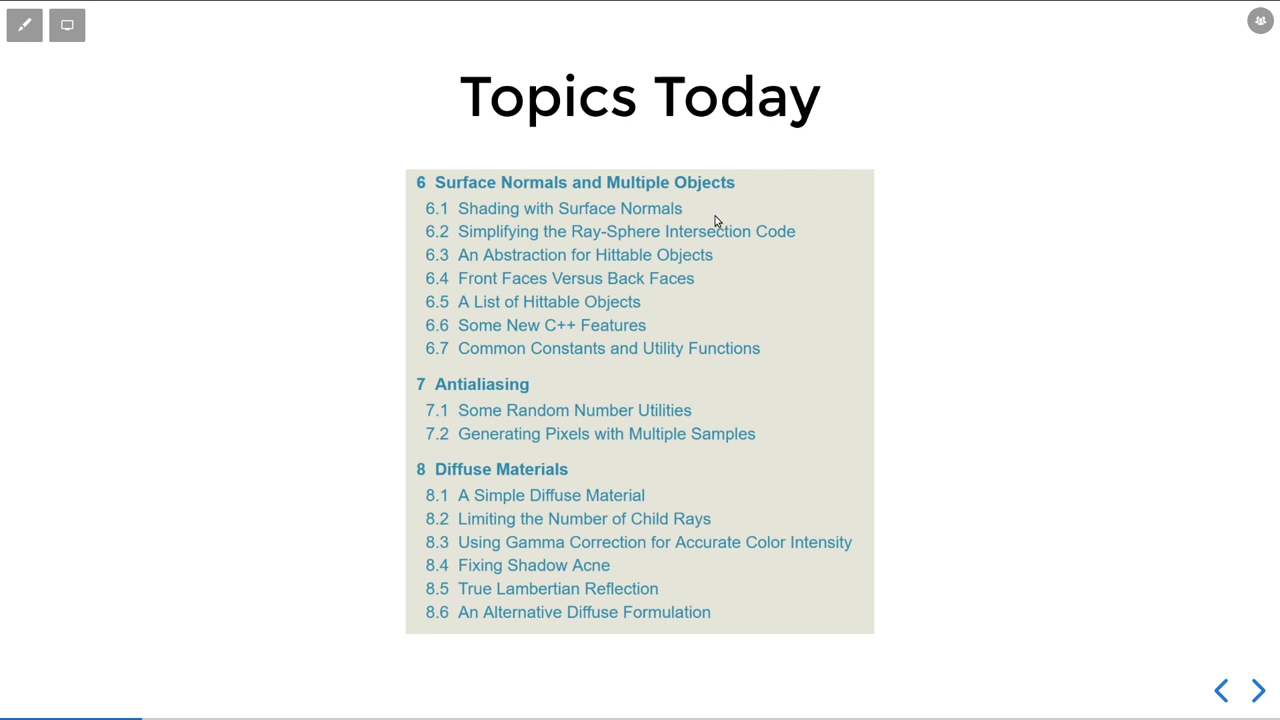 Topics Today
6 Surface Normals and Multiple Objects
6.1 Shading with Surface Normals
6.2 Simplifying the Ray-Sphere Intersection Code
6.3 An Abstraction for Hittable Objects
6.4 Front Faces Versus Back Faces
6.5 A List of Hittable Objects
6.6 Some New C++ Features
6.7 Common Constants and Utility Functions
7 Antialiasing
7.1 Some Random Number Utilities
7.2 Generating Pixels with Multiple Samples
8 Diffuse Materials
8.1 A Simple Diffuse Material
8.2 Limiting the Number of Child Rays
8.3 Using Gamma Correction for Accurate Color Intensity
8.4 Fixing Shadow Acne
8.5 True Lambertian Reflection
8.6 An Alternative Diffuse Formulation